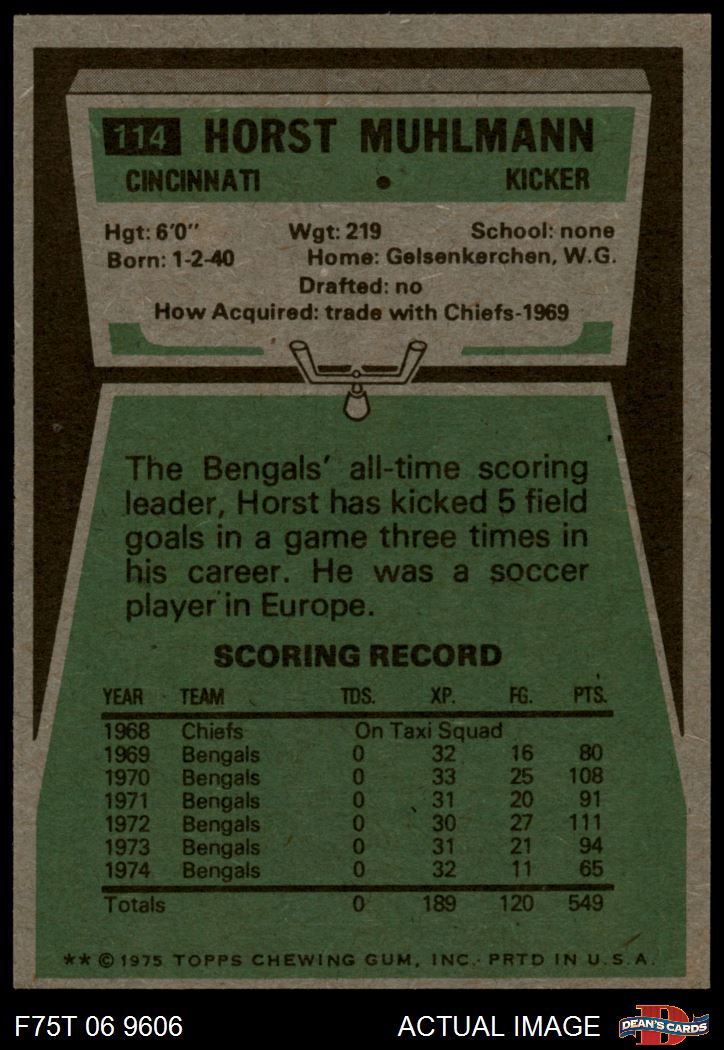 114 HORST MUHLMANN
CINCINNATI • KICKER
Hgt: 6'0" Wgt: 219 School: none
Born: 1-2-40 Home: Gelsenkerchen, W.G.
Drafted: no
How Acquired: trade with Chiefs-1969
The Bengals' all-time scoring
leader, Horst has kicked 5 field
goals in a game three times in
his career. He was a soccer
player in Europe.
SCORING RECORD
YEAR TEAM TDS. XP. FG. PTS.
1968 Chiefs On Taxi Squad
1969 Bengals 0 32 16 80
1970 Bengals 0 33 25 108
1971 Bengals 0 31 20 91
1972 Bengals 0 30 27 111
1973 Bengals 0 31 21 94
1974 Bengals 0 32 11 65
Totals 0 189 120 549
** © 1975 TOPPS CHEWING GUM, INC. PRTD IN U.S.A.
F75T 06 9606 ACTUAL IMAGE D DEAN'S CARDS